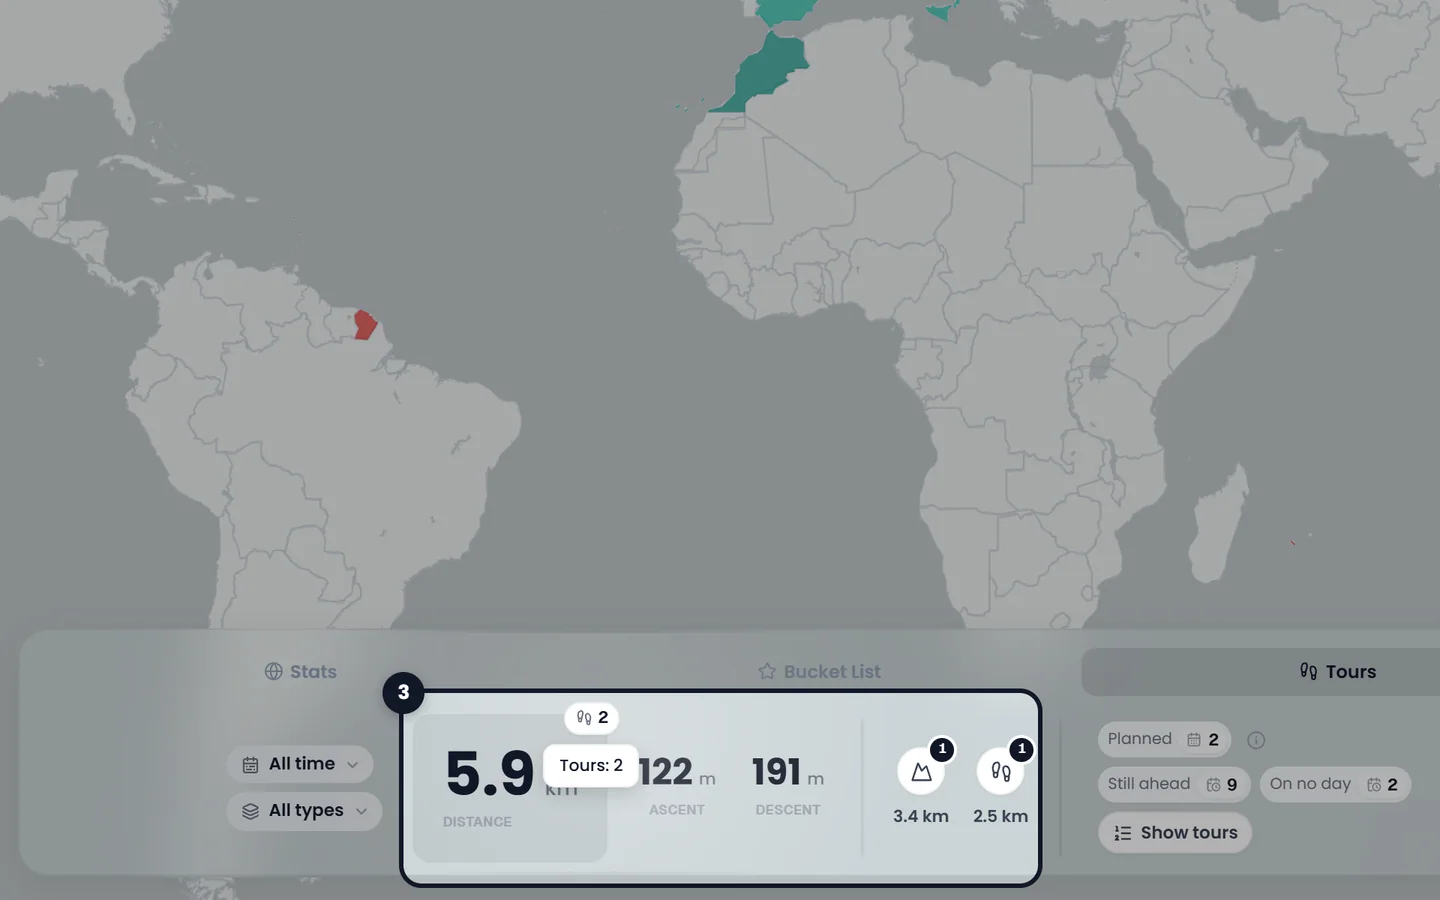 Stats
Bucket List
Tours
3
2
Tours: 2
All time
All types
5.9 km
DISTANCE
122 m
ASCENT
191 m
DESCENT
1
3.4 km
1
2.5 km
Planned 2
Still ahead 9
On no day 2
Show tours